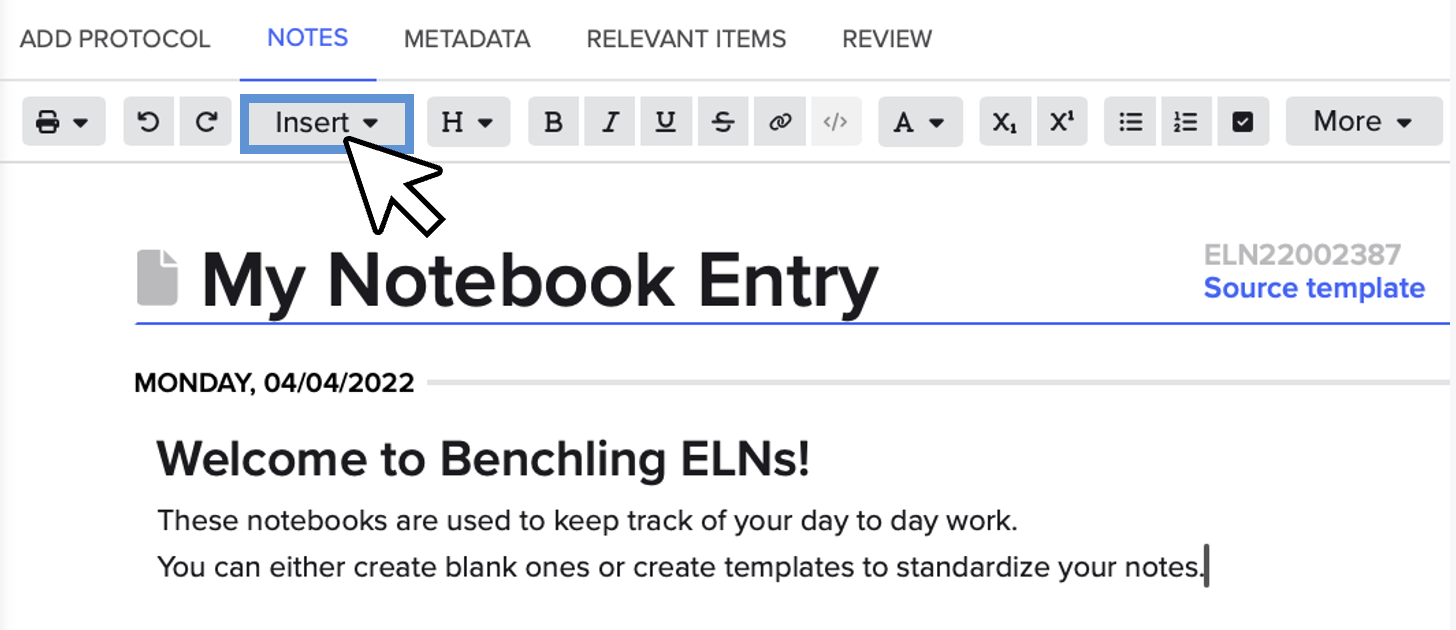 ADD PROTOCOL NOTES METADATA RELEVANT ITEMS REVIEW
Insert H B I U S </> A X₁ X¹ More
My Notebook Entry
ELN22002387
Source template
MONDAY, 04/04/2022
Welcome to Benchling ELNs!
These notebooks are used to keep track of your day to day work.
You can either create blank ones or create templates to standardize your notes.